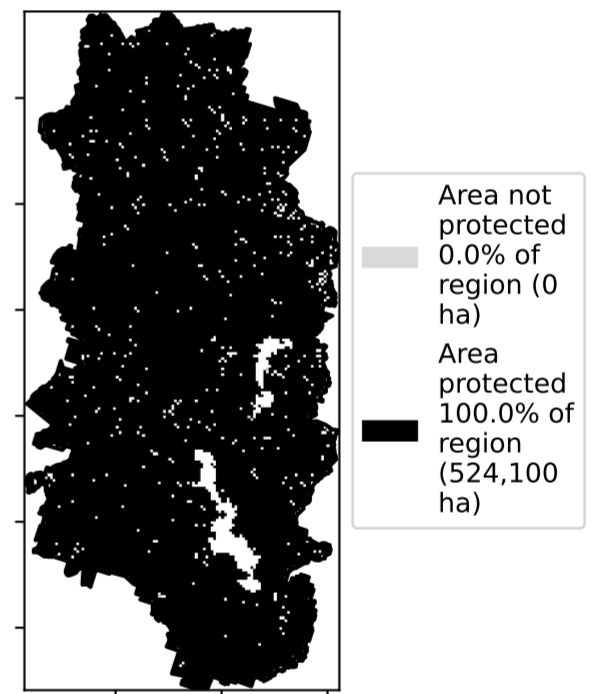 Area not
protected
0.0% of
region (0
ha)
Area
protected
100.0% of
region
(524,100
ha)